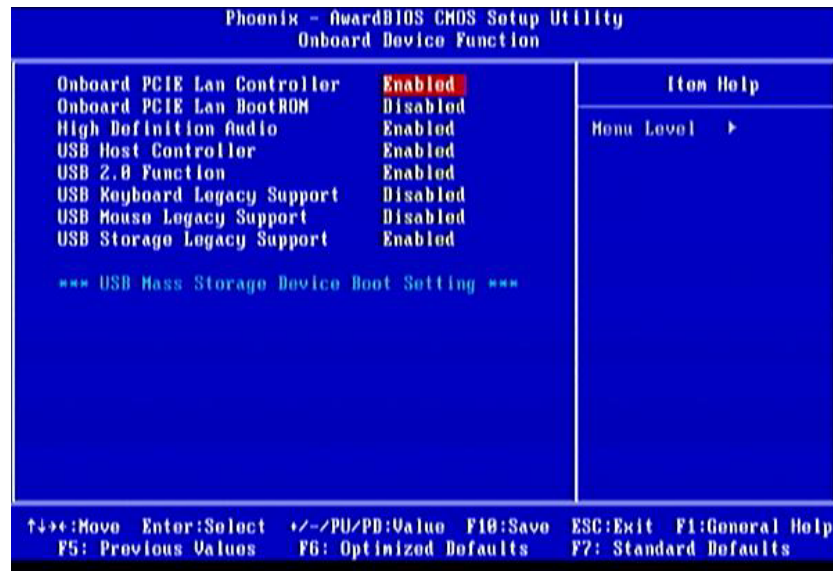 Phoenix - AwardBIOS CMOS Setup Utility
Onboard Device Function
Onboard PCIE Lan Controller Enabled
Onboard PCIE Lan BootROM Disabled
High Definition Audio Enabled
USB Host Controller Enabled
USB 2.0 Function Enabled
USB Keyboard Legacy Support Disabled
USB Mouse Legacy Support Disabled
USB Storage Legacy Support Enabled
*** USB Mass Storage Device Boot Setting ***
Item Help
Menu Level ▸
↑↓→←:Move Enter:Select +/-/PU/PD:Value F10:Save ESC:Exit F1:General Help
F5: Previous Values F6: Optimized Defaults F7: Standard Defaults